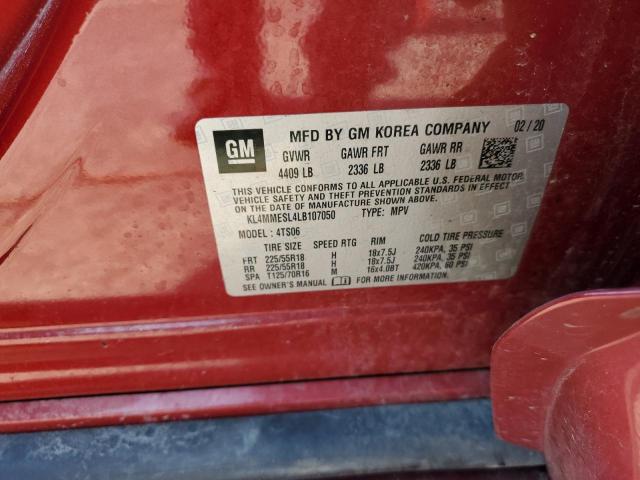 GM MFD BY GM KOREA COMPANY 02 / 20
GVWR GAWR FRT GAWR RR
4409 LB 2336 LB 2336 LB
THIS VEHICLE CONFORMS TO ALL APPLICABLE U.S. FEDERAL MOTOR
VEHICLE SAFETY AND THEFT PREVENTION STANDARDS IN EFFECT
ON THE DATE OF MANUFACTURE SHOWN ABOVE.
KL4MMESL4LB107050 TYPE: MPV
MODEL : 4TS06
TIRE SIZE SPEED RTG RIM COLD TIRE PRESSURE
FRT 225/55R18 H 18x7.5J 240KPA, 35 PSI
RR 225/55R18 H 18x7.5J 240KPA, 35 PSI
SPA T125/70R16 M 16x4.0BT 420KPA, 60 PSI
SEE OWNER'S MANUAL FOR MORE INFORMATION.